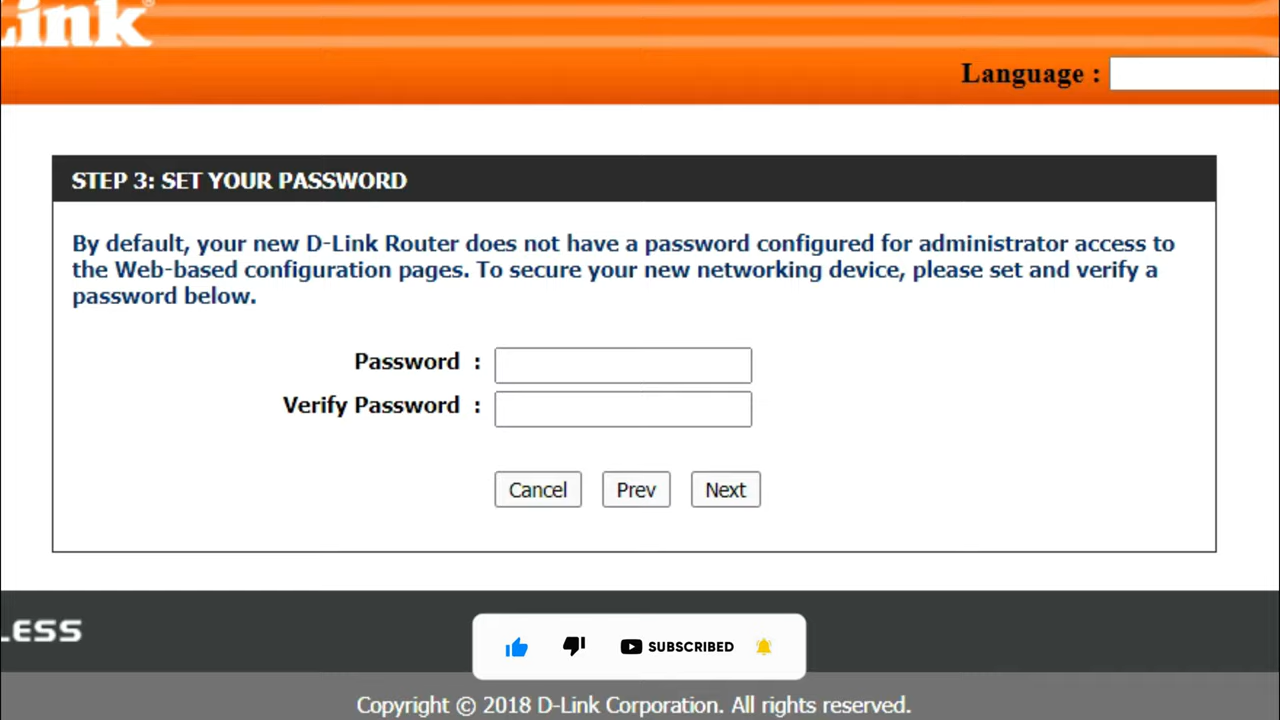 Link
Language :
STEP 3: SET YOUR PASSWORD
By default, your new D-Link Router does not have a password configured for administrator access to
the Web-based configuration pages. To secure your new networking device, please set and verify a
password below.
Password :
Verify Password :
Cancel Prev Next
LESS
SUBSCRIBED
Copyright © 2018 D-Link Corporation. All rights reserved.